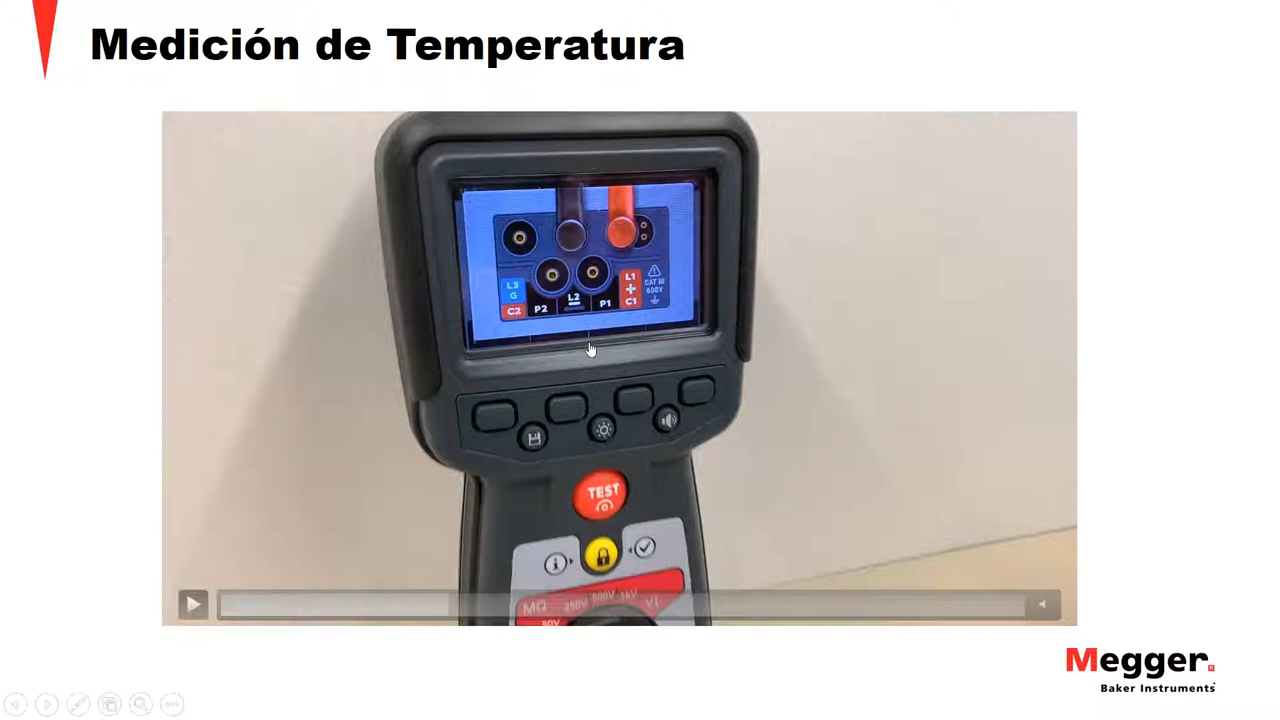 Medición de Temperatura
L3
G
C2
P2
L2
P1
L1
+
C1
CAT III
600V
TEST
i
MΩ
50V
250V
500V
1kV
Megger.
Baker Instruments